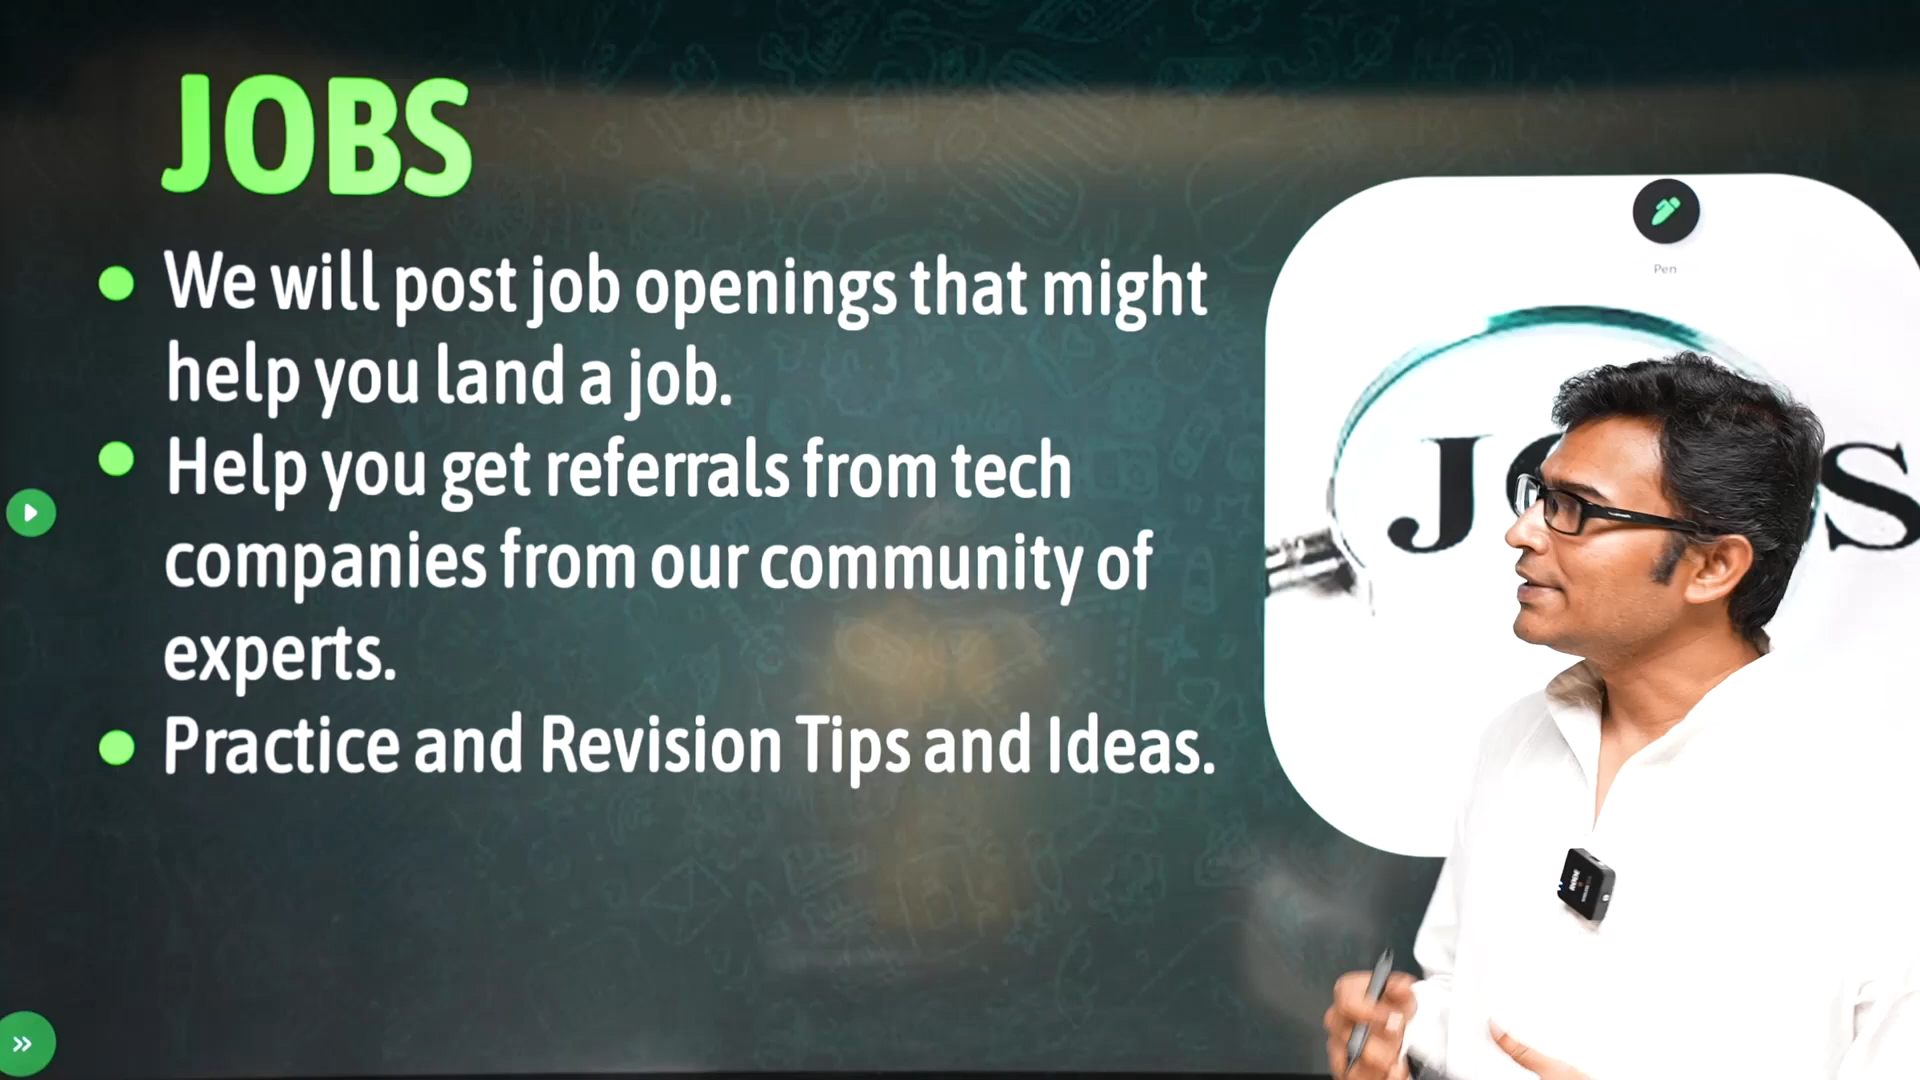 JOBS
We will post job openings that might
help you land a job.
Help you get referrals from tech
companies from our community of
experts.
Practice and Revision Tips and Ideas.
Pen
J S
RØDE